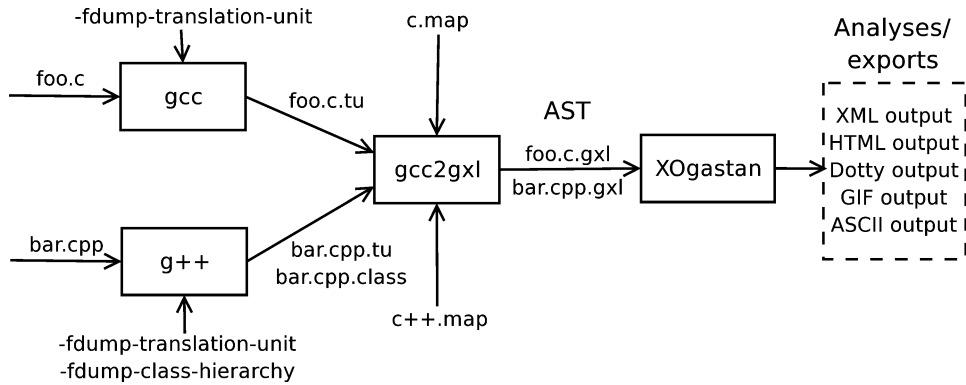 -fdump-translation-unit
foo.c
gcc
foo.c.tu
bar.cpp
g++
bar.cpp.tu
bar.cpp.class
-fdump-translation-unit
-fdump-class-hierarchy
c.map
gcc2gxl
c++.map
AST
foo.c.gxl
bar.cpp.gxl
XOgastan
Analyses/
exports
XML output
HTML output
Dotty output
GIF output
ASCII output